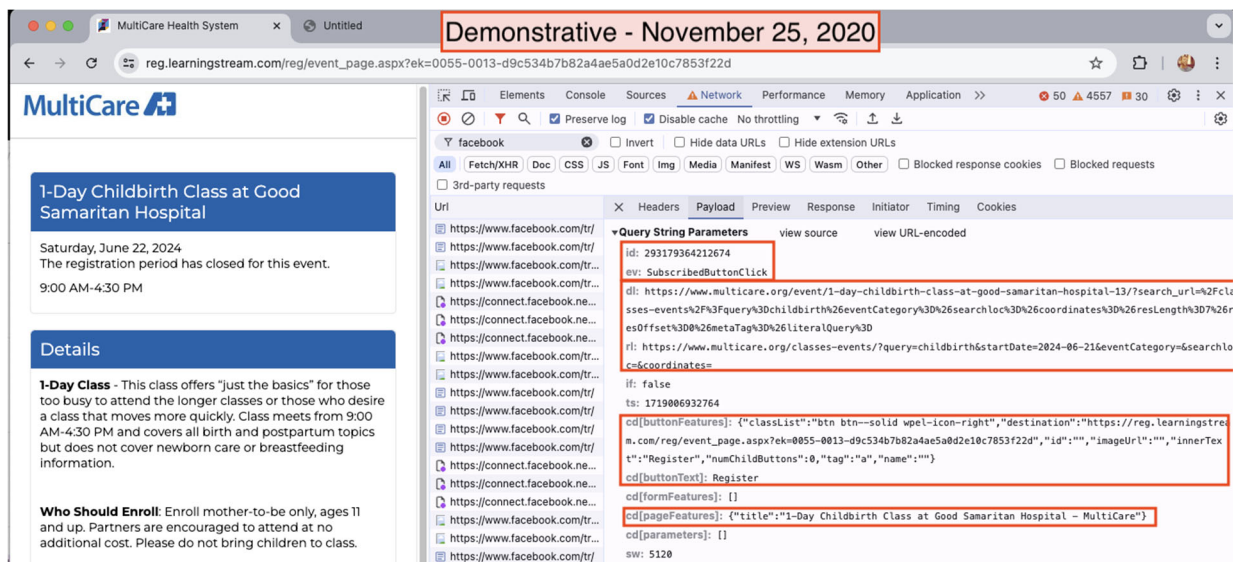 MultiCare Health System
Untitled
Demonstrative - November 25, 2020
reg.learningstream.com/reg/event_page.aspx?ek=0055-0013-d9c534b7b82a4ae5a0d2e10c7853f22d
MultiCare
1-Day Childbirth Class at Good
Samaritan Hospital
Saturday, June 22, 2024
The registration period has closed for this event.
9:00 AM-4:30 PM
Details
1-Day Class - This class offers "just the basics" for those
too busy to attend the longer classes or those who desire
a class that moves more quickly. Class meets from 9:00
AM-4:30 PM and covers all birth and postpartum topics
but does not cover newborn care or breastfeeding
information.
Who Should Enroll: Enroll mother-to-be only, ages 11
and up. Partners are encouraged to attend at no
additional cost. Please do not bring children to class.
Elements Console Sources Network Performance Memory Application 50 4557 30
Preserve log Disable cache No throttling
facebook Invert Hide data URLs Hide extension URLs
All Fetch/XHR Doc CSS JS Font Img Media Manifest WS Wasm Other Blocked response cookies Blocked requests
3rd-party requests
Url
https://www.facebook.com/tr/
https://www.facebook.com/tr/
https://www.facebook.com/tr...
https://www.facebook.com/tr...
https://connect.facebook.ne...
https://connect.facebook.ne...
https://connect.facebook.ne...
https://www.facebook.com/tr...
https://www.facebook.com/tr...
https://www.facebook.com/tr/
https://www.facebook.com/tr/
https://www.facebook.com/tr/
https://www.facebook.com/tr/
https://connect.facebook.ne...
https://connect.facebook.ne...
https://connect.facebook.ne...
https://www.facebook.com/tr...
https://www.facebook.com/tr...
https://www.facebook.com/tr/
Headers Payload Preview Response Initiator Timing Cookies
Query String Parameters view source view URL-encoded
id: 293179364212674
ev: SubscribedButtonClick
dl: https://www.multicare.org/event/1-day-childbirth-class-at-good-samaritan-hospital-13/?search_url=%2Fcla
sses-events%2F%3Fquery%3Dchildbirth%26eventCategory%3D%26searchloc%3D%26coordinates%3D%26resLength%3D7%26r
esOffset%3D0%26metaTag%3D%26literalQuery%3D
rl: https://www.multicare.org/classes-events/?query=childbirth&startDate=2024-06-21&eventCategory=&searchlo
c=&coordinates=
if: false
ts: 1719006932764
cd[buttonFeatures]: {"classList":"btn btn--solid wpel-icon-right","destination":"https://reg.learningstrea
m.com/reg/event_page.aspx?ek=0055-0013-d9c534b7b82a4ae5a0d2e10c7853f22d","id":"","imageUrl":"","innerTex
t":"Register","numChildButtons":0,"tag":"a","name":""}
cd[buttonText]: Register
cd[formFeatures]: []
cd[pageFeatures]: {"title":"1-Day Childbirth Class at Good Samaritan Hospital - MultiCare"}
cd[parameters]: []
sw: 5120